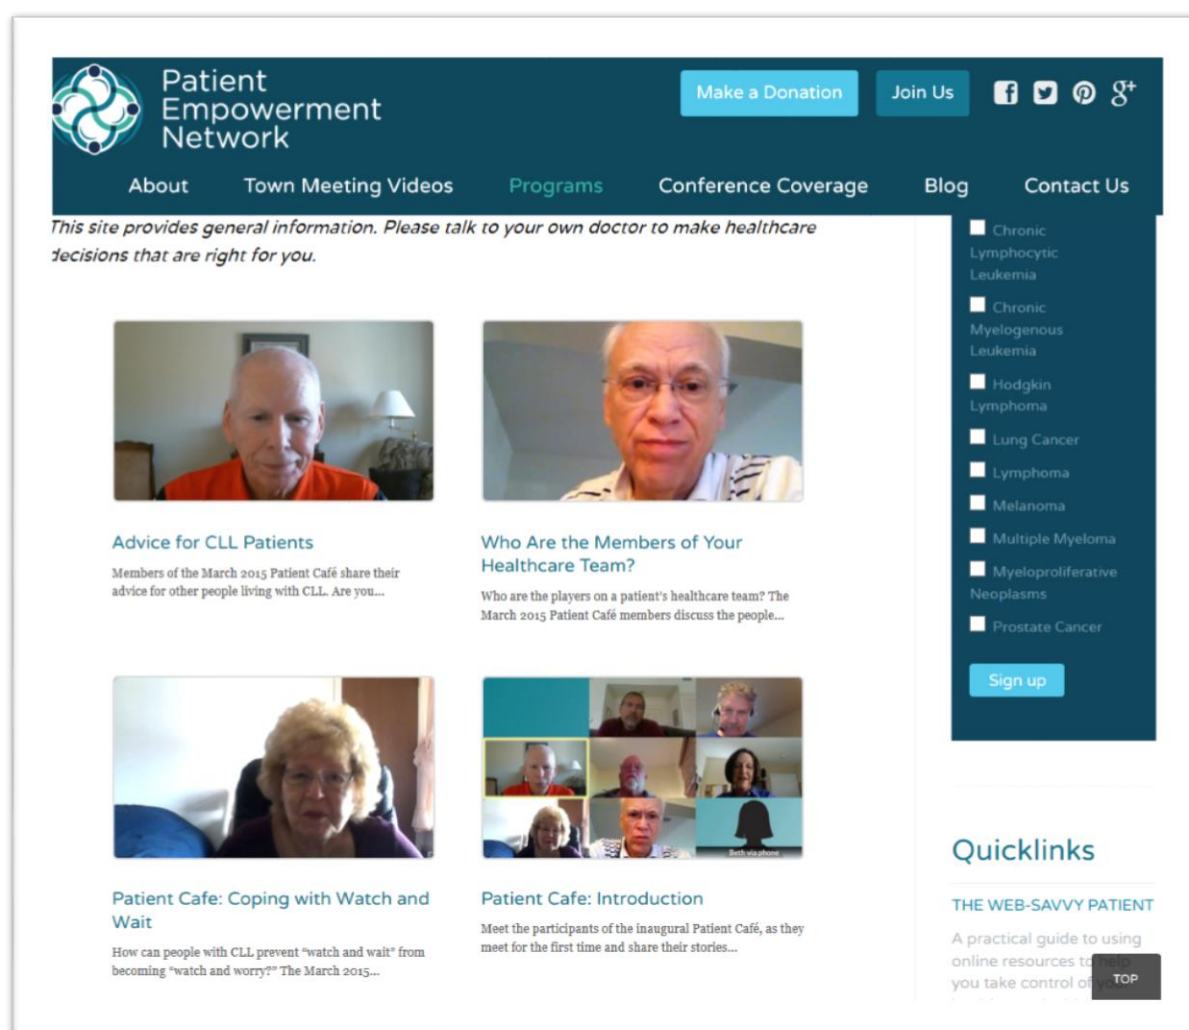 Patient
Empowerment
Network
Make a Donation
Join Us
About
Town Meeting Videos
Programs
Conference Coverage
Blog
Contact Us
This site provides general information. Please talk to your own doctor to make healthcare
decisions that are right for you.
Advice for CLL Patients
Members of the March 2015 Patient Café share their
advice for other people living with CLL. Are you...
Who Are the Members of Your
Healthcare Team?
Who are the players on a patient's healthcare team? The
March 2015 Patient Café members discuss the people...
Beth via phone
Patient Cafe: Coping with Watch and
Wait
How can people with CLL prevent "watch and wait" from
becoming "watch and worry?" The March 2015...
Patient Cafe: Introduction
Meet the participants of the inaugural Patient Café, as they
meet for the first time and share their stories...
Chronic
Lymphocytic
Leukemia
Chronic
Myelogenous
Leukemia
Hodgkin
Lymphoma
Lung Cancer
Lymphoma
Melanoma
Multiple Myeloma
Myeloproliferative
Neoplasms
Prostate Cancer
Sign up
Quicklinks
THE WEB-SAVVY PATIENT
A practical guide to using
online resources to help
you take control of your
TOP